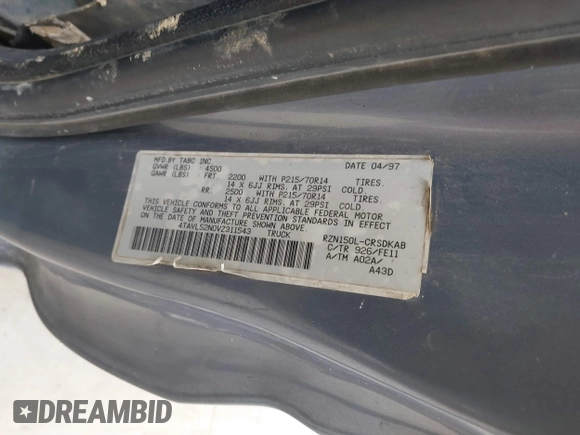 MFD BY TABC INC. DATE 04/97
GVWR (LBS) 4500
GAWR (LBS) FRT 2200 WITH P215/70R14 TIRES.
14 X 6JJ RIMS. AT 29PSI COLD.
RR 2500 WITH P215/70R14 TIRES.
14 X 6JJ RIMS. AT 29PSI COLD.
THIS VEHICLE CONFORMS TO ALL APPLICABLE FEDERAL MOTOR
VEHICLE SAFETY AND THEFT PREVENTION STANDARDS IN EFFECT
ON THE DATE OF MANUFACTURE SHOWN ABOVE.
4TAVL52N0VZ311543 TRUCK
RZN150L-CRSDKAB
C/TR 926/FE11
A/TM A02A/
A43D
DREAMBID